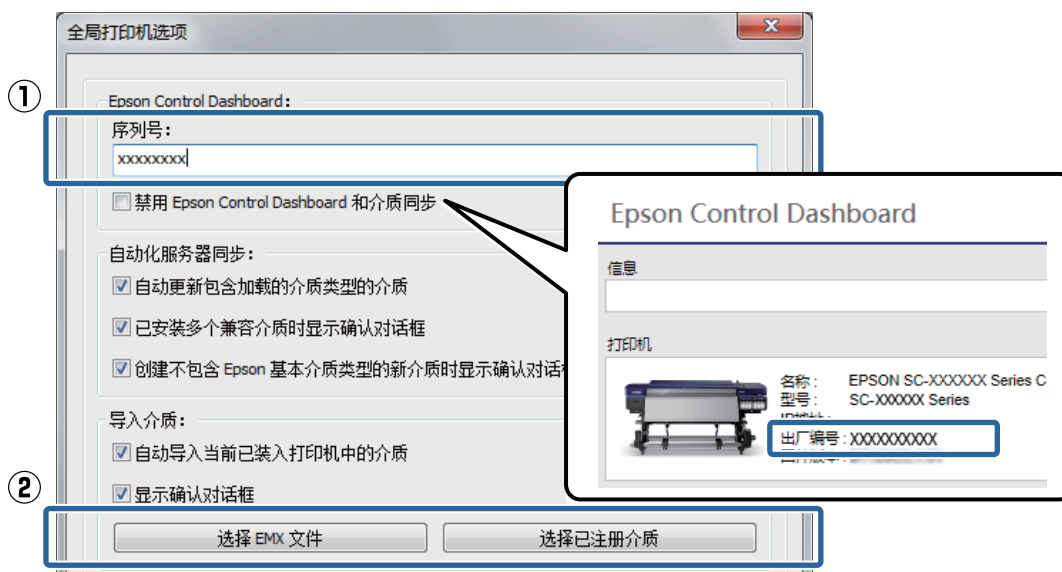 全局打印机选项
①
Epson Control Dashboard:
序列号:
xxxxxxxx
禁用 Epson Control Dashboard 和介质同步
自动化服务器同步:
自动更新包含加载的介质类型的介质
已安装多个兼容介质时显示确认对话框
创建不包含 Epson 基本介质类型的新介质时显示确认对话
导入介质:
自动导入当前已装入打印机中的介质
显示确认对话框
②
选择 EMX 文件
选择已注册介质
Epson Control Dashboard
信息
打印机
名称: EPSON SC-XXXXXX Series C
型号: SC-XXXXXX Series
出厂编号: XXXXXXXXXX